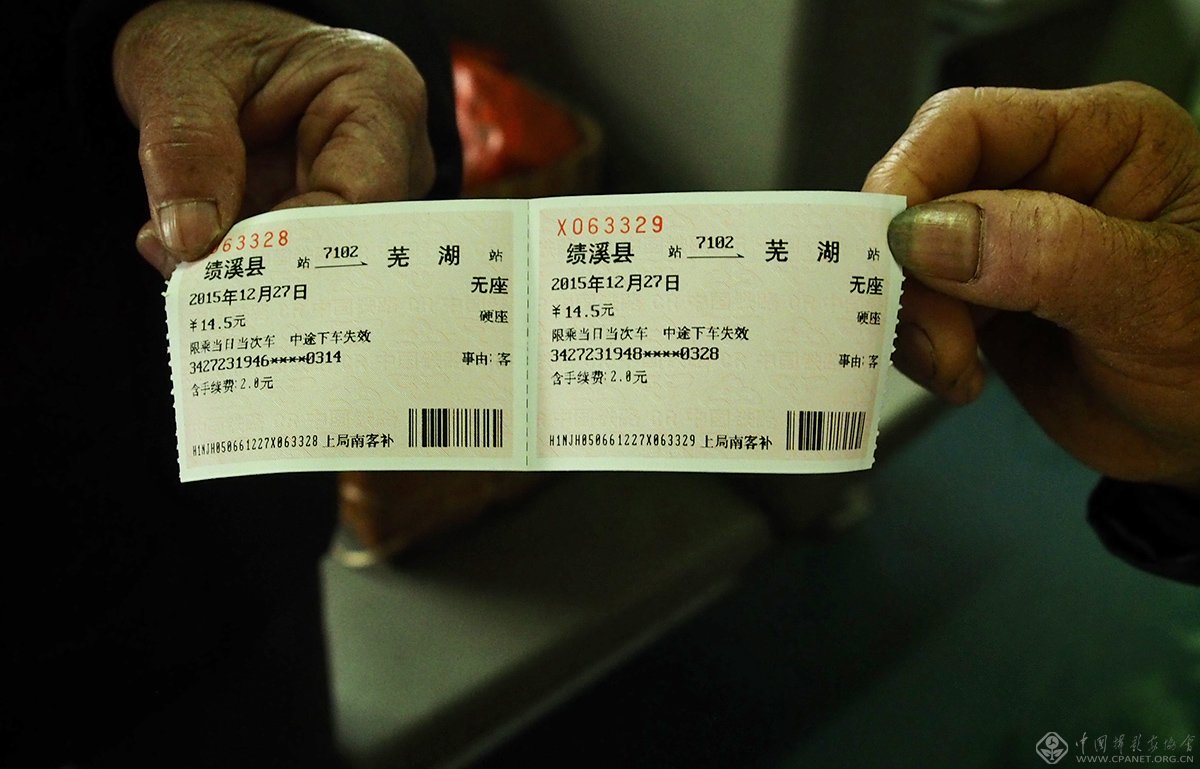 063328
绩溪县 站 7102 芜湖 站
2015年12月27日 无座
¥14.5元 硬座
限乘当日当次车 中途下车失效
3427231946****0314 事由:客
含手续费:2.0元
H1NJH050661227X063328 上局南客补
X063329
绩溪县 站 7102 芜湖 站
2015年12月27日 无座
¥14.5元 硬座
限乘当日当次车 中途下车失效
3427231948****0328 事由:客
含手续费:2.0元
H1NJH050661227X063329 上局南客补
中国摄影家协会
WWW.CPANET.ORG.CN